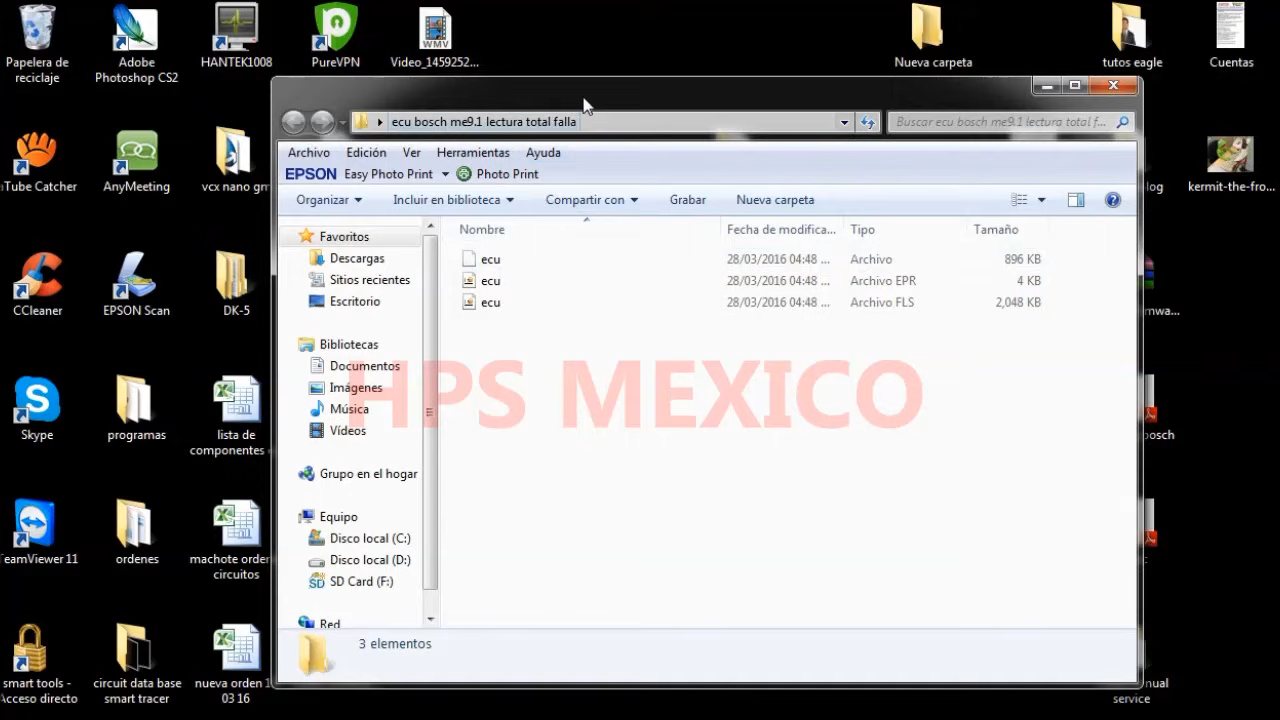 Papelera de
reciclaje
Adobe
Photoshop CS2
HANTEK1008
PureVPN
WMV
Video_1459252...
Nueva carpeta
tutos eagle
Cuentas
aTube Catcher
AnyMeeting
vcx nano grr
kermit-the-fro...
CCleaner
EPSON Scan
DK-5
Skype
programas
lista de
componentes
TeamViewer 11
ordenes
machote orden
circuitos
smart tools -
Acceso directo
circuit data base
smart tracer
nueva orden 1
03 16
service
ecu bosch me9.1 lectura total falla
Buscar ecu bosch me9.1 lectura total f...
Archivo Edición Ver Herramientas Ayuda
EPSON Easy Photo Print Photo Print
Organizar Incluir en biblioteca Compartir con Grabar Nueva carpeta
Nombre Fecha de modifica... Tipo Tamaño
ecu 28/03/2016 04:48 ... Archivo 896 KB
ecu 28/03/2016 04:48 ... Archivo EPR 4 KB
ecu 28/03/2016 04:48 ... Archivo FLS 2,048 KB
Favoritos
Descargas
Sitios recientes
Escritorio
Bibliotecas
Documentos
Imágenes
Música
Vídeos
Grupo en el hogar
Equipo
Disco local (C:)
Disco local (D:)
SD Card (F:)
Red
HPS MEXICO
3 elementos